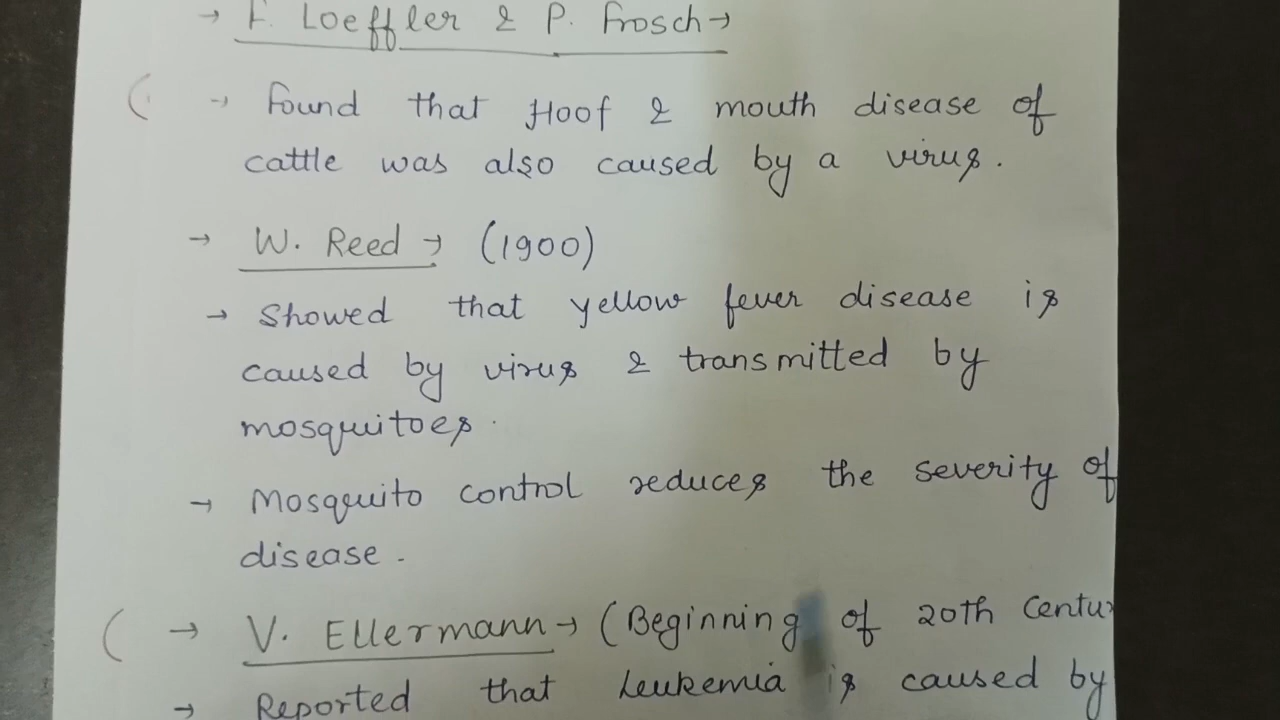 → F. Loeffler & P. Frosch →
→ Found that Hoof & mouth disease of
cattle was also caused by a virus.
→ W. Reed → (1900)
→ Showed that yellow fever disease is
caused by virus & transmitted by
mosquitoes.
→ Mosquito control reduces the severity of
disease.
→ V. Ellermann → (Beginning of 20th Centu
→ Reported that Leukemia is caused by